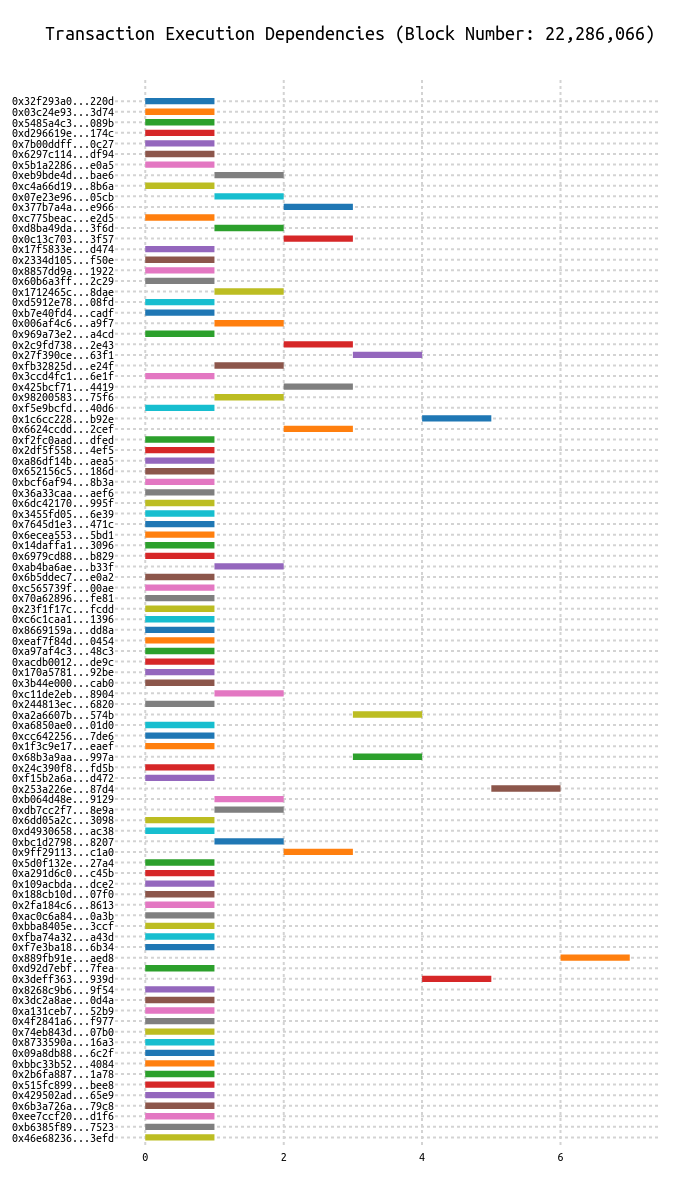 Transaction Execution Dependencies (Block Number: 22,286,066)
0x32f293a0...220d
0x03c24e93...3d74
0x5485a4c3...089b
0xd296619e...174c
0x7b00ddff...0c27
0x6297c114...df94
0x5b1a2286...e0a5
0xeb9bde4d...bae6
0xc4a66d19...8b6a
0x07e23e96...05cb
0x377b7a4a...e966
0xc775beac...e2d5
0xd8ba49da...3f6d
0x0c13c703...3f57
0x17f5833e...d474
0x2334d105...f50e
0x8857dd9a...1922
0x60b6a3ff...2c29
0x1712465c...8dae
0xd5912e78...08fd
0xb7e40fd4...cadf
0x006af4c6...a9f7
0x969a73e2...a4cd
0x2c9fd738...2e43
0x27f390ce...63f1
0xfb32825d...e24f
0x3ccd4fc1...6e1f
0x425bcf71...4419
0x98200583...75f6
0xf5e9bcfd...40d6
0x1c6cc228...b92e
0x6624ccdd...2cef
0xf2fc0aad...dfed
0x2df5f558...4ef5
0xa86df14b...aea5
0x652156c5...186d
0xbcf6af94...8b3a
0x36a33caa...aef6
0x6dc42170...995f
0x3455fd05...6e39
0x7645d1e3...471c
0x6ecea553...5bd1
0x14daffa1...3096
0x6979cd88...b829
0xab4ba6ae...b33f
0x6b5ddec7...e0a2
0xc565739f...00ae
0x70a62896...fe81
0x23f1f17c...fcdd
0xc6c1caa1...1396
0x8669159a...dd8a
0xeaf7f84d...0454
0xa97af4c3...48c3
0xacdb0012...de9c
0x170a5781...92be
0x3b44e000...cab0
0xc11de2eb...8904
0x244813ec...6820
0xa2a6607b...574b
0xa6850ae0...01d0
0xcc642256...7de6
0x1f3c9e17...eaef
0x68b3a9aa...997a
0x24c390f8...fd5b
0xf15b2a6a...d472
0x253a226e...87d4
0xb064d48e...9129
0xdb7cc2f7...8e9a
0x6dd05a2c...3098
0xd4930658...ac38
0xbc1d2798...8207
0x9ff29113...c1a0
0x5d0f132e...27a4
0xa291d6c0...c45b
0x109acbda...dce2
0x188cb10d...07f0
0x2fa184c6...8613
0xac0c6a84...0a3b
0xbba8405e...3ccf
0xfba74a32...a43d
0xf7e3ba18...6b34
0x889fb91e...aed8
0xd92d7ebf...7fea
0x3deff363...939d
0x8268c9b6...9f54
0x3dc2a8ae...0d4a
0xa131ceb7...52b9
0x4f2841a6...f977
0x74eb843d...07b0
0x8733590a...16a3
0x09a8db88...6c2f
0xbbc33b52...4084
0x2b6fa887...1a78
0x515fc899...bee8
0x429502ad...65e9
0x6b3a726a...79c8
0xee7ccf20...d1f6
0xb6385f89...7523
0x46e68236...3efd
0 2 4 6